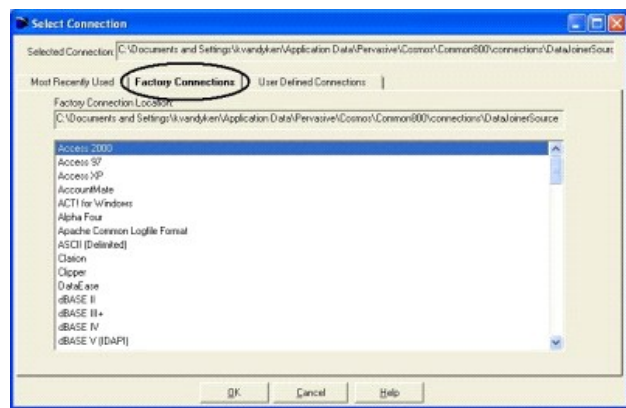 Select Connection
Selected Connection: C:\Documents and Settings\kvandyken\Application Data\Pervasive\Cosmos\Common800\connections\DataJoinerSourc
Most Recently Used Factory Connections User Defined Connections
Factory Connection Location:
C:\Documents and Settings\kvandyken\Application Data\Pervasive\Cosmos\Common800\connections\DataJoinerSource
Access 2000
Access 97
Access XP
AccountMate
ACT! for Windows
Alpha Four
Apache Common Logfile Format
ASCII (Delimited)
Clarion
Clipper
DataEase
dBASE II
dBASE III+
dBASE IV
dBASE V (IDAPI)
OK Cancel Help